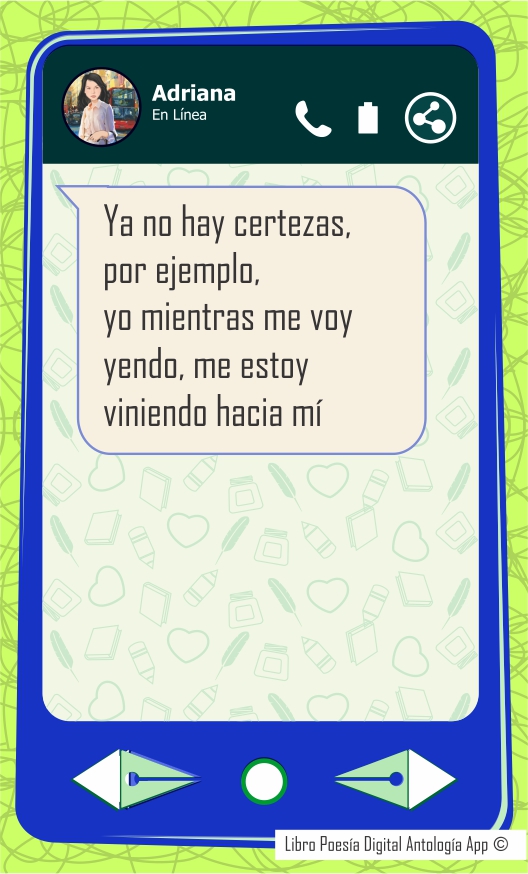 Adriana
En Línea
Ya no hay certezas,
por ejemplo,
yo mientras me voy
yendo, me estoy
viniendo hacia mí
Libro Poesía Digital Antología App ©